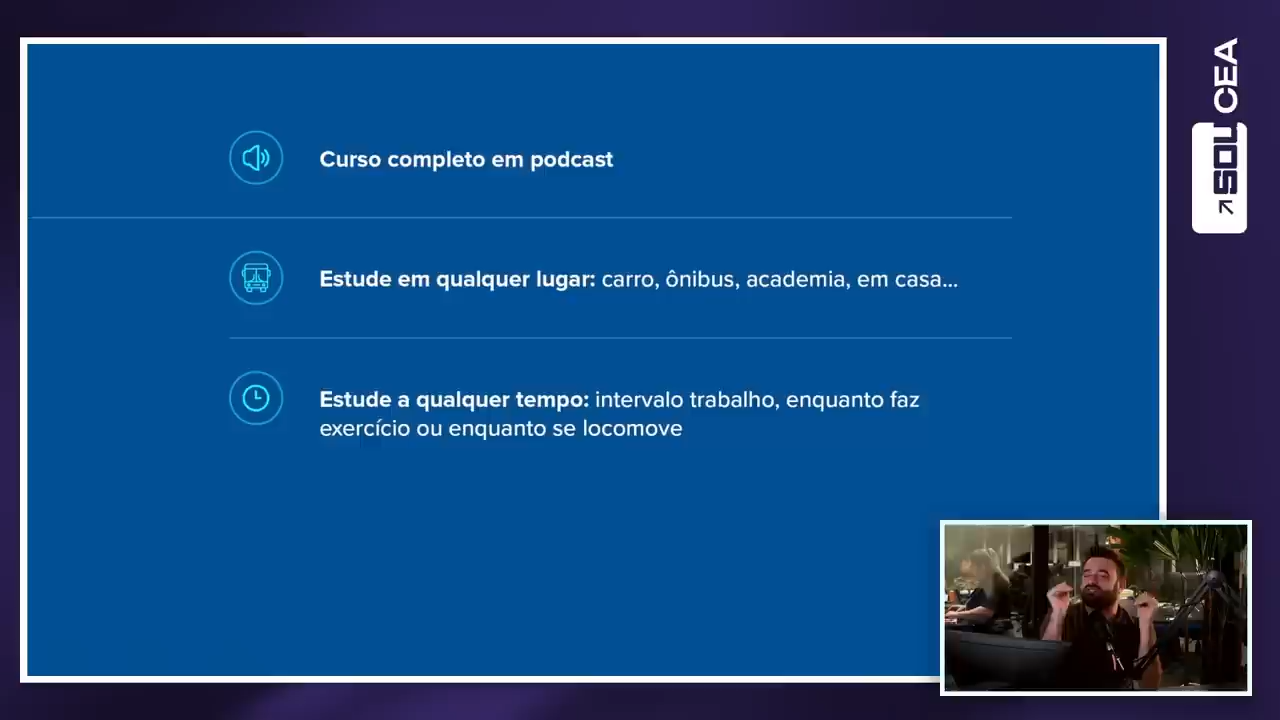 Curso completo em podcast
Estude em qualquer lugar: carro, ônibus, academia, em casa...
Estude a qualquer tempo: intervalo trabalho, enquanto faz
exercício ou enquanto se locomove
SOU CEA